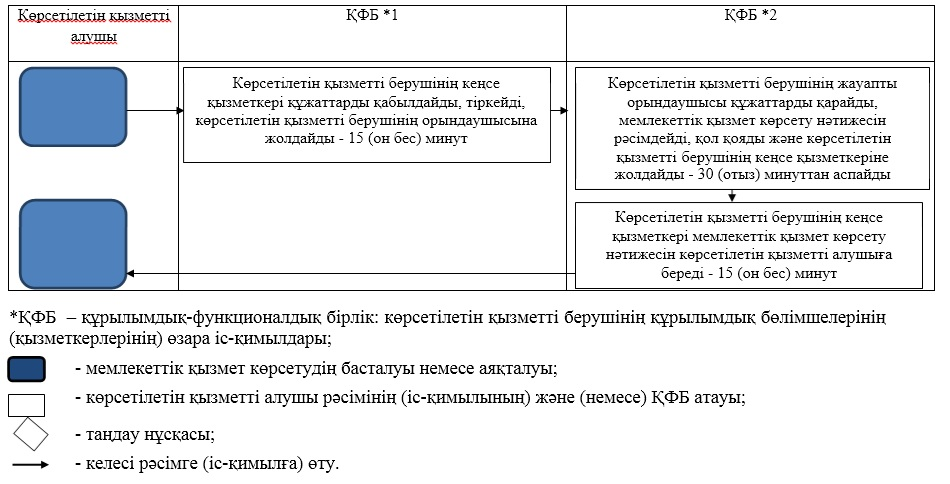 Көрсетілетін қызметті
алушы
ҚФБ *1
ҚФБ *2
Көрсетілетін қызметті берушінің кеңсе
қызметкері құжаттарды қабылдайды, тіркейді,
көрсетілетін қызметті берушінің орындаушысына
жолдайды - 15 (он бес) минут
Көрсетілетін қызметті берушінің жауапты
орындаушысы құжаттарды қарайды,
мемлекеттік қызмет көрсету нәтижесін
рәсімдейді, қол қояды және көрсетілетін
қызметті берушінің кеңсе қызметкеріне
жолдайды - 30 (отыз) минуттан аспайды
Көрсетілетін қызметті берушінің кеңсе
қызметкері мемлекеттік қызмет көрсету
нәтижесін көрсетілетін қызметті алушыға
береді - 15 (он бес) минут
*ҚФБ – құрылымдық-функционалдық бірлік: көрсетілетін қызметті берушінің құрылымдық бөлімшелерінің
(қызметкерлерінің) өзара іс-қимылдары;
- мемлекеттік қызмет көрсетудің басталуы немесе аяқталуы;
- көрсетілетін қызметті алушы рәсімінің (іс-қимылының) және (немесе) ҚФБ атауы;
- таңдау нұсқасы;
- келесі рәсімге (іс-қимылға) өту.